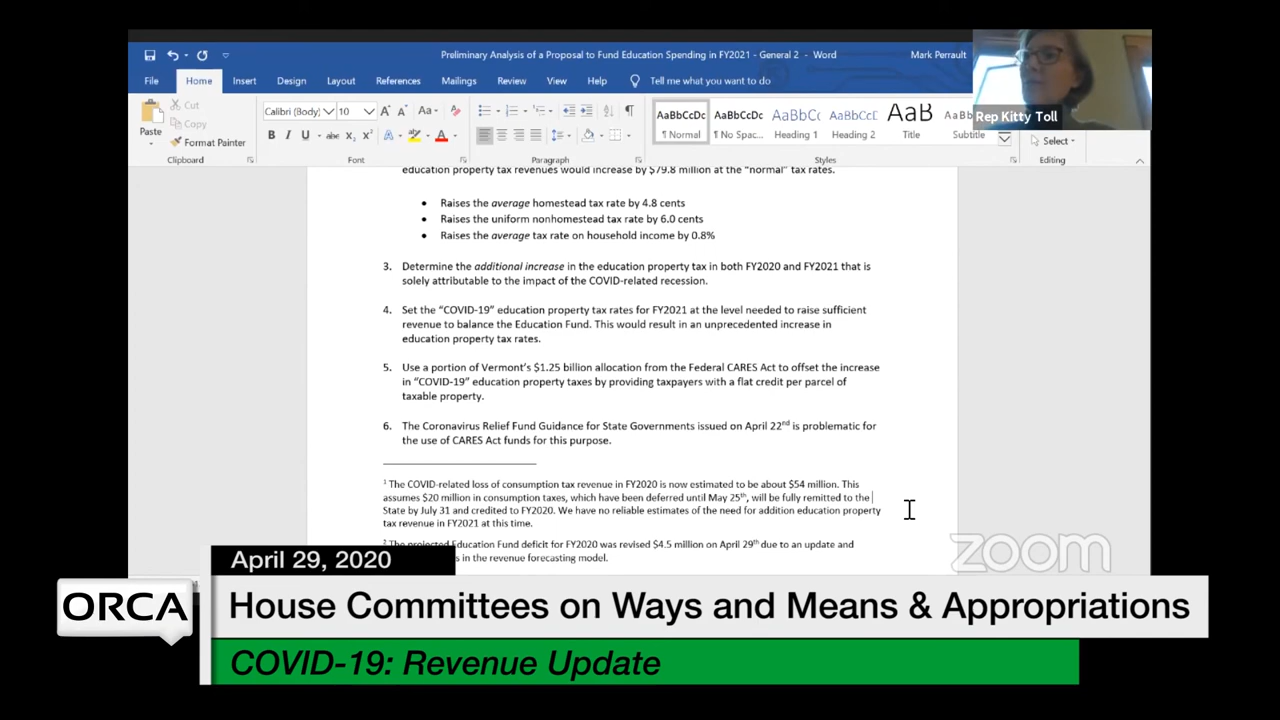 Preliminary Analysis of a Proposal to Fund Education Spending in FY2021 - General 2 - Word
Mark Perrault
File Home Insert Design Layout References Mailings Review View Help Tell me what you want to do
Cut
Copy
Paste
Format Painter
Calibri (Body) 10
AaBbCcDc AaBbCcDc AaBbCc AaBbCcC AaB AaBb
¶ Normal ¶ No Spac... Heading 1 Heading 2 Title Subtitle
Select
Clipboard Font Paragraph Styles Editing
Rep Kitty Toll
education property tax revenues would increase by $79.8 million at the “normal” tax rates.
• Raises the average homestead tax rate by 4.8 cents
• Raises the uniform nonhomestead tax rate by 6.0 cents
• Raises the average tax rate on household income by 0.8%
3. Determine the additional increase in the education property tax in both FY2020 and FY2021 that is
solely attributable to the impact of the COVID-related recession.
4. Set the “COVID-19” education property tax rates for FY2021 at the level needed to raise sufficient
revenue to balance the Education Fund. This would result in an unprecedented increase in
education property tax rates.
5. Use a portion of Vermont’s $1.25 billion allocation from the Federal CARES Act to offset the increase
in “COVID-19” education property taxes by providing taxpayers with a flat credit per parcel of
taxable property.
6. The Coronavirus Relief Fund Guidance for State Governments issued on April 22nd is problematic for
the use of CARES Act funds for this purpose.
1 The COVID-related loss of consumption tax revenue in FY2020 is now estimated to be about $54 million. This
assumes $20 million in consumption taxes, which have been deferred until May 25th, will be fully remitted to the
State by July 31 and credited to FY2020. We have no reliable estimates of the need for addition education property
tax revenue in FY2021 at this time.
2 The projected Education Fund deficit for FY2020 was revised $4.5 million on April 29th due to an update and
in the revenue forecasting model.
zoom
April 29, 2020
ORCA
House Committees on Ways and Means & Appropriations
COVID-19: Revenue Update